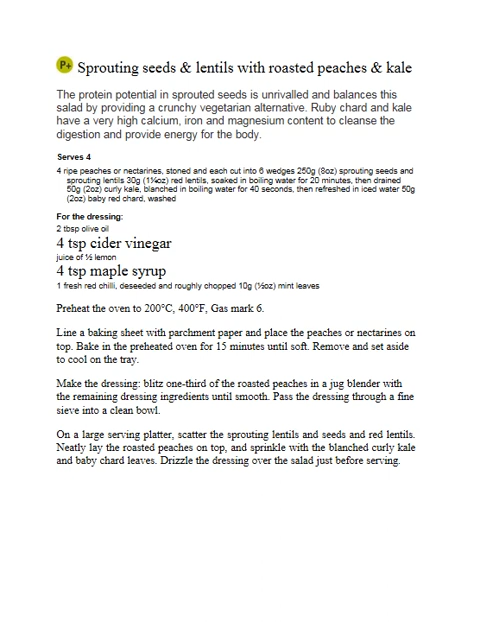 P+ Sprouting seeds & lentils with roasted peaches & kale
The protein potential in sprouted seeds is unrivalled and balances this
salad by providing a crunchy vegetarian alternative. Ruby chard and kale
have a very high calcium, iron and magnesium content to cleanse the
digestion and provide energy for the body.
Serves 4
4 ripe peaches or nectarines, stoned and each cut into 6 wedges 250g (8oz) sprouting seeds and
sprouting lentils 30g (1¼oz) red lentils, soaked in boiling water for 20 minutes, then drained
50g (2oz) curly kale, blanched in boiling water for 40 seconds, then refreshed in iced water 50g
(2oz) baby red chard, washed
For the dressing:
2 tbsp olive oil
4 tsp cider vinegar
juice of ½ lemon
4 tsp maple syrup
1 fresh red chilli, deseeded and roughly chopped 10g (½oz) mint leaves
Preheat the oven to 200°C, 400°F, Gas mark 6.
Line a baking sheet with parchment paper and place the peaches or nectarines on
top. Bake in the preheated oven for 15 minutes until soft. Remove and set aside
to cool on the tray.
Make the dressing: blitz one-third of the roasted peaches in a jug blender with
the remaining dressing ingredients until smooth. Pass the dressing through a fine
sieve into a clean bowl.
On a large serving platter, scatter the sprouting lentils and seeds and red lentils.
Neatly lay the roasted peaches on top, and sprinkle with the blanched curly kale
and baby chard leaves. Drizzle the dressing over the salad just before serving.